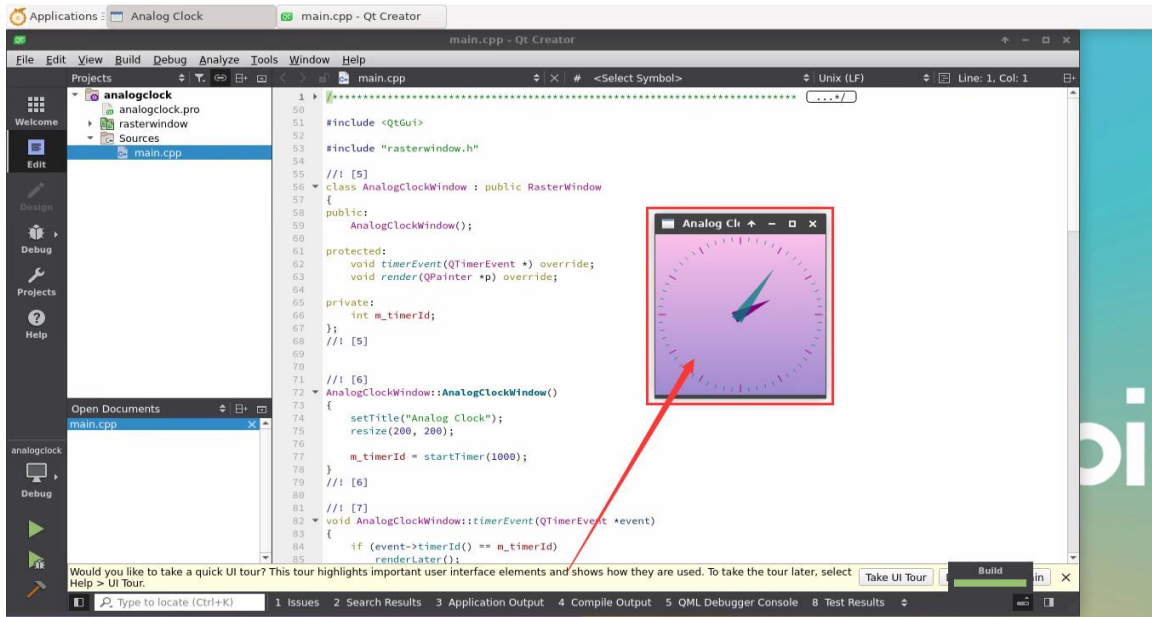 Applications
Analog Clock
main.cpp - Qt Creator
main.cpp - Qt Creator
File Edit View Build Debug Analyze Tools Window Help
Projects
main.cpp
# <Select Symbol>
Unix (LF)
Line: 1, Col: 1
Welcome
Edit
Design
Debug
Projects
Help
analogclock
analogclock.pro
rasterwindow
Sources
main.cpp
Open Documents
main.cpp
analogclock
Debug
1 /****************************************************************************** (...*/)
50
51 #include <QtGui>
52
53 #include "rasterwindow.h"
54
55 //! [5]
56 class AnalogClockWindow : public RasterWindow
57 {
58 public:
59 AnalogClockWindow();
60
61 protected:
62 void timerEvent(QTimerEvent *) override;
63 void render(QPainter *p) override;
64
65 private:
66 int m_timerId;
67 };
68 //! [5]
69
70
71 //! [6]
72 AnalogClockWindow::AnalogClockWindow()
73 {
74 setTitle("Analog Clock");
75 resize(200, 200);
76
77 m_timerId = startTimer(1000);
78 }
79 //! [6]
80
81 //! [7]
82 void AnalogClockWindow::timerEvent(QTimerEvent *event)
83 {
84 if (event->timerId() == m_timerId)
85 renderLater();
Analog Cl
pi
Would you like to take a quick UI tour? This tour highlights important user interface elements and shows how they are used. To take the tour later, select
Help > UI Tour.
Take UI Tour
in
Build
Type to locate (Ctrl+K)
1 Issues 2 Search Results 3 Application Output 4 Compile Output 5 QML Debugger Console 8 Test Results